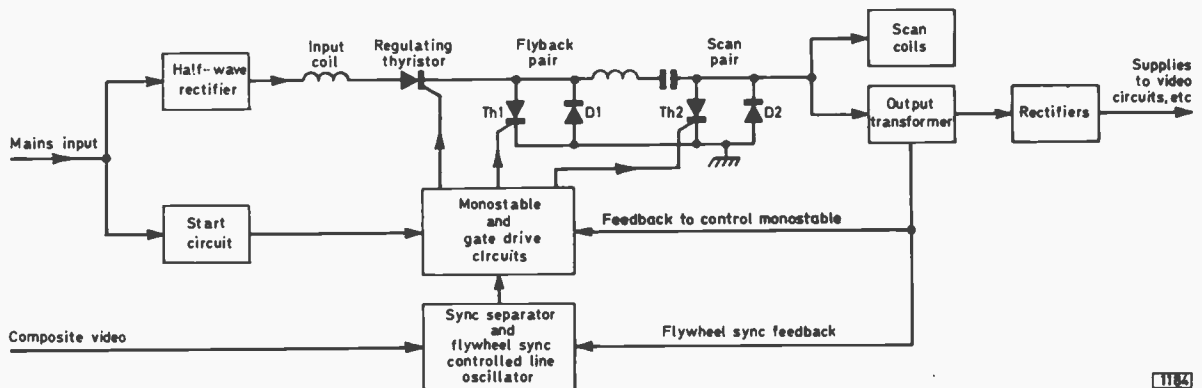 Mains input
Half-wave
rectifier
Input
coil
Regulating
thyristor
Flyback
pair
Scan
pair
Th1
D1
Th2
D2
Scan
coils
Output
transformer
Rectifiers
Supplies
to video
circuits, etc
Start
circuit
Monostable
and
gate drive
circuits
Feedback to control monostable
Composite video
Sync separator
and
flywheel sync
controlled line
oscillator
Flywheel sync feedback
1184